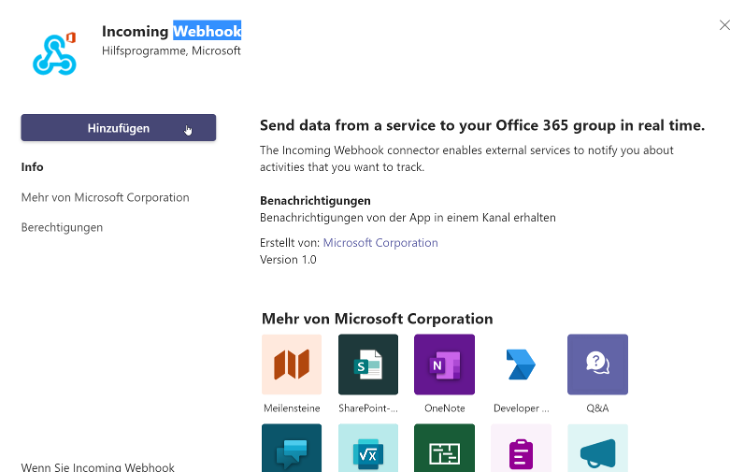 Incoming Webhook
Hilfsprogramme, Microsoft
Hinzufügen
Info
Mehr von Microsoft Corporation
Berechtigungen
Send data from a service to your Office 365 group in real time.
The Incoming Webhook connector enables external services to notify you about
activities that you want to track.
Benachrichtigungen
Benachrichtigungen von der App in einem Kanal erhalten
Erstellt von: Microsoft Corporation
Version 1.0
Mehr von Microsoft Corporation
S
N
Meilensteine
SharePoint-...
OneNote
Developer ...
Q&A
√x
Wenn Sie Incoming Webhook